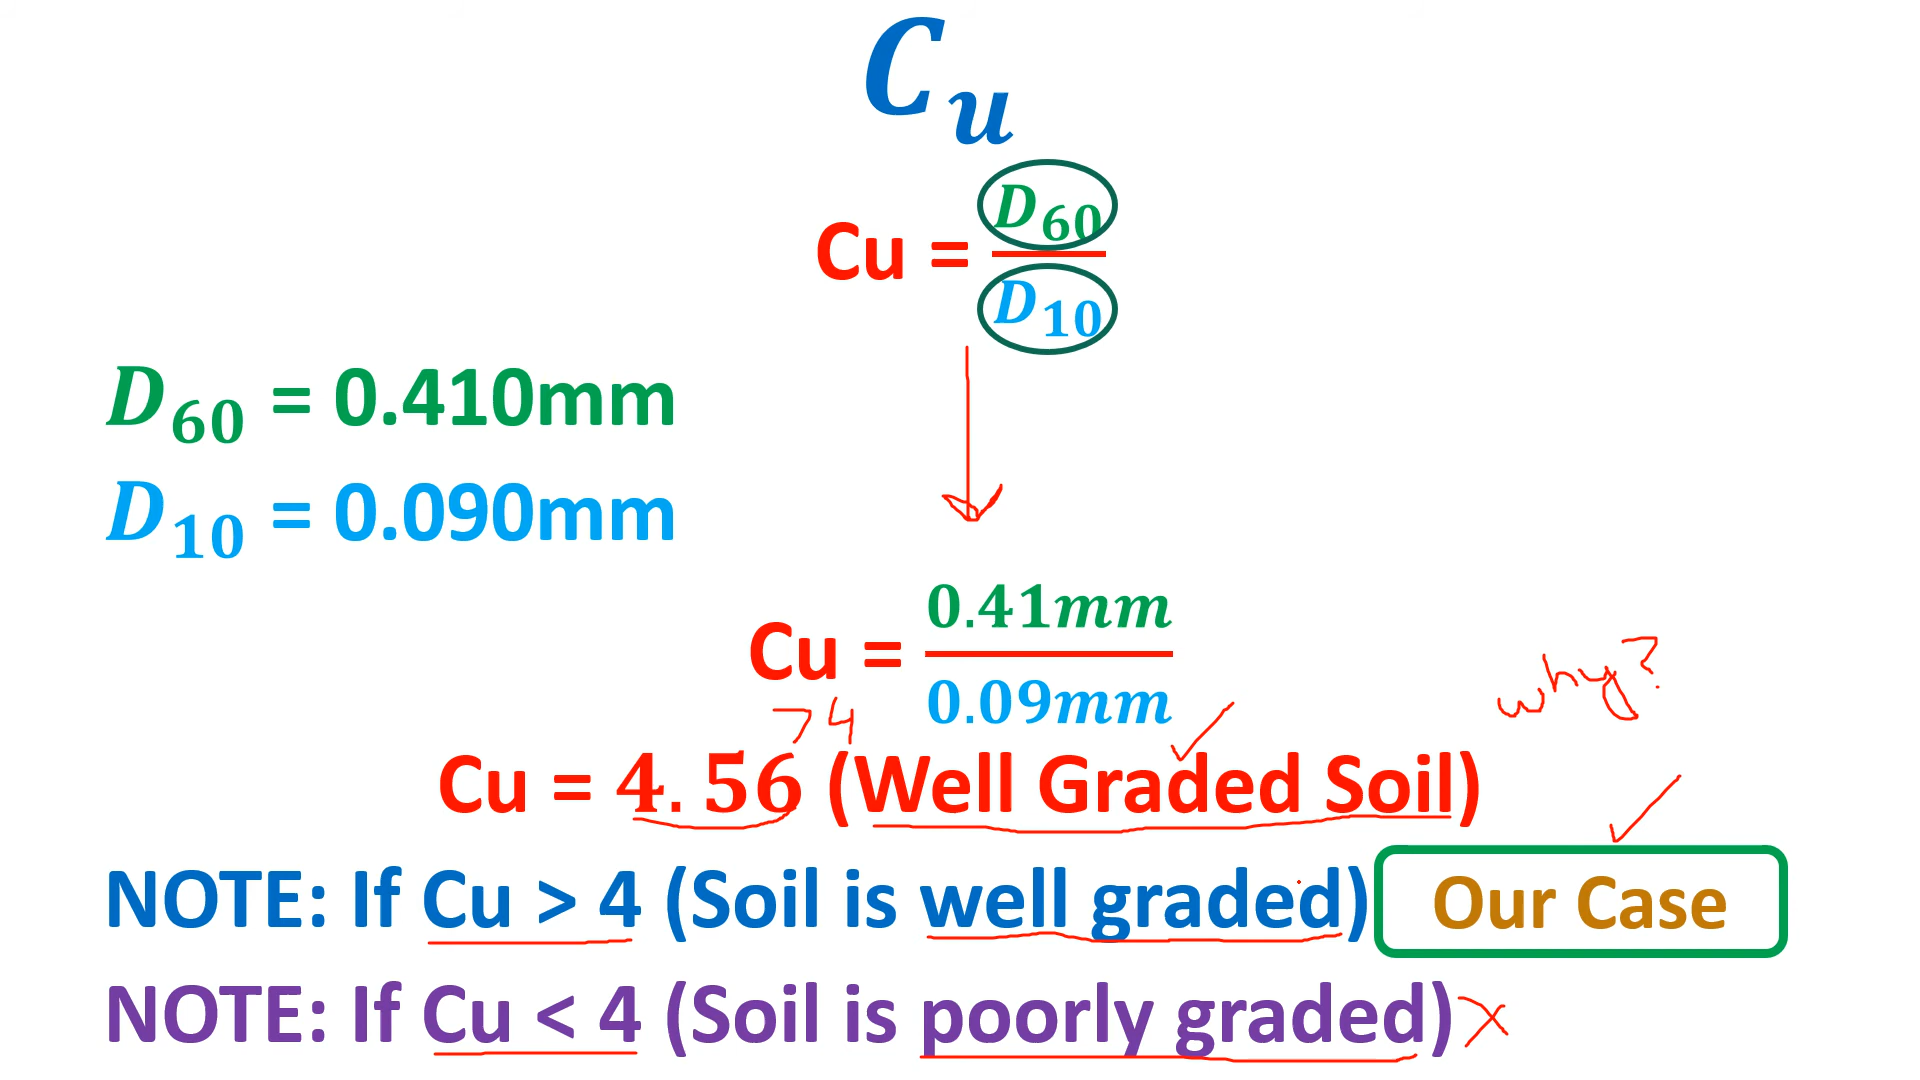 Cu
Cu = D60 / D10
D60 = 0.410mm
D10 = 0.090mm
Cu = 0.41mm / 0.09mm
>4
why?
Cu = 4.56 (Well Graded Soil)
NOTE: If Cu > 4 (Soil is well graded) Our Case
NOTE: If Cu < 4 (Soil is poorly graded) x